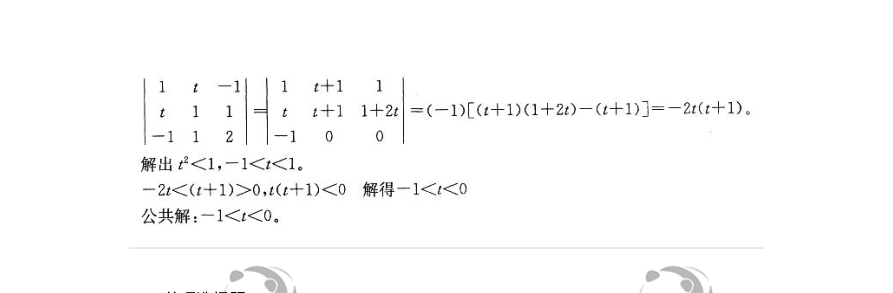 | 1 t −1 | | 1 t+1 1 |
| t 1 1 | = | t t+1 1+2t | =(−1)[(t+1)(1+2t)−(t+1)]=−2t(t+1)。
| −1 1 2 | | −1 0 0 |
解出 t²<1,−1<t<1。
−2t<(t+1)>0,t(t+1)<0 解得−1<t<0
公共解:−1<t<0。